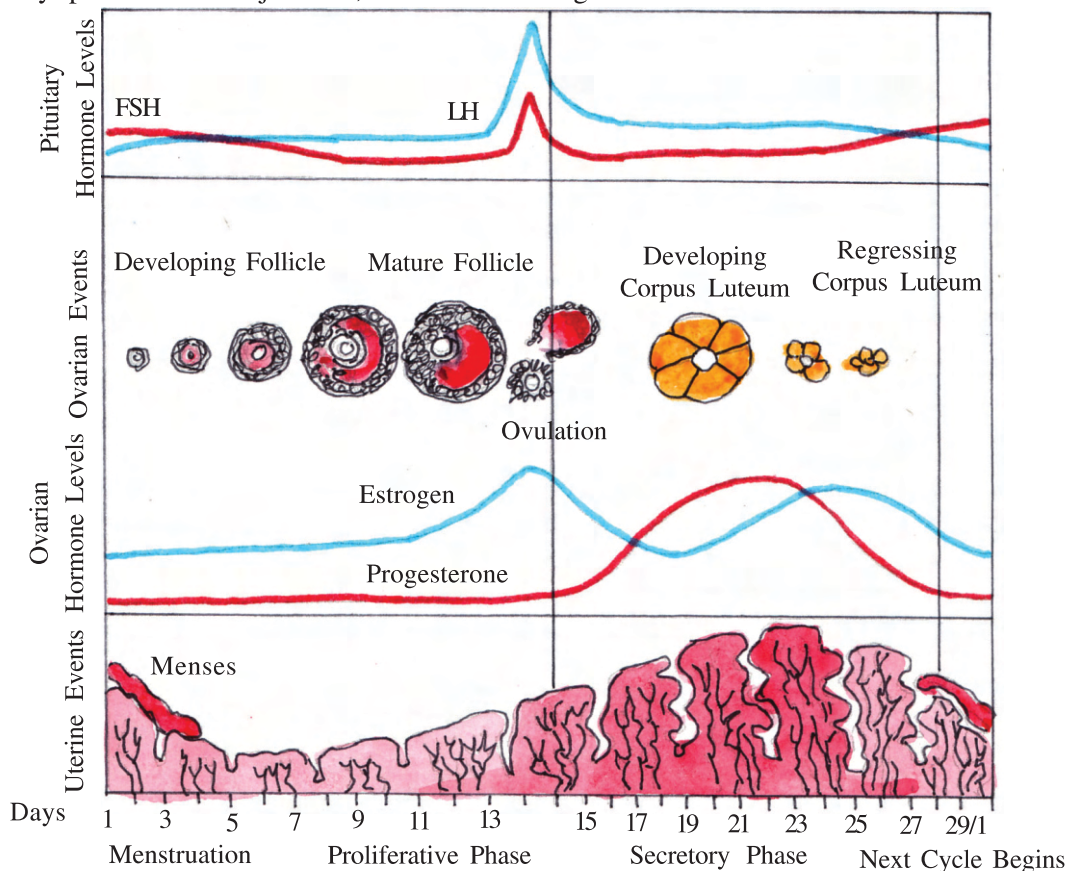 Pituitary
Hormone Levels
FSH
LH
Ovarian Events
Developing Follicle
Mature Follicle
Developing
Corpus Luteum
Regressing
Corpus Luteum
Ovulation
Ovarian
Hormone Levels
Estrogen
Progesterone
Uterine Events
Menses
Days
1 3 5 7 9 11 13 15 17 19 21 23 25 27 29/1
Menstruation
Proliferative Phase
Secretory Phase
Next Cycle Begins